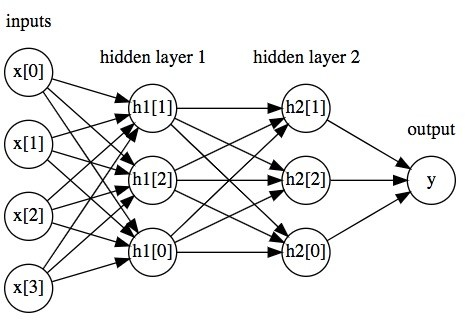 inputs
hidden layer 1
hidden layer 2
output
x[0]
x[1]
x[2]
x[3]
h1[1]
h1[2]
h1[0]
h2[1]
h2[2]
h2[0]
y